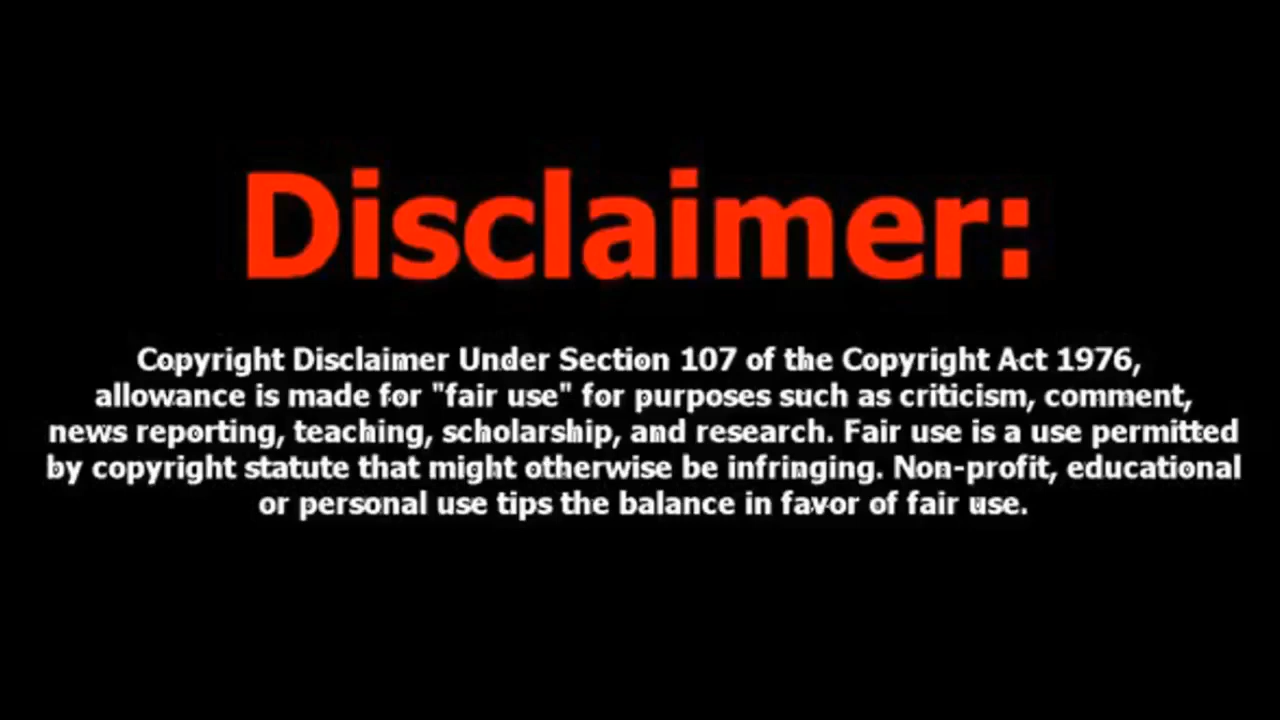 Disclaimer:
Copyright Disclaimer Under Section 107 of the Copyright Act 1976,
allowance is made for "fair use" for purposes such as criticism, comment,
news reporting, teaching, scholarship, and research. Fair use is a use permitted
by copyright statute that might otherwise be infringing. Non-profit, educational
or personal use tips the balance in favor of fair use.